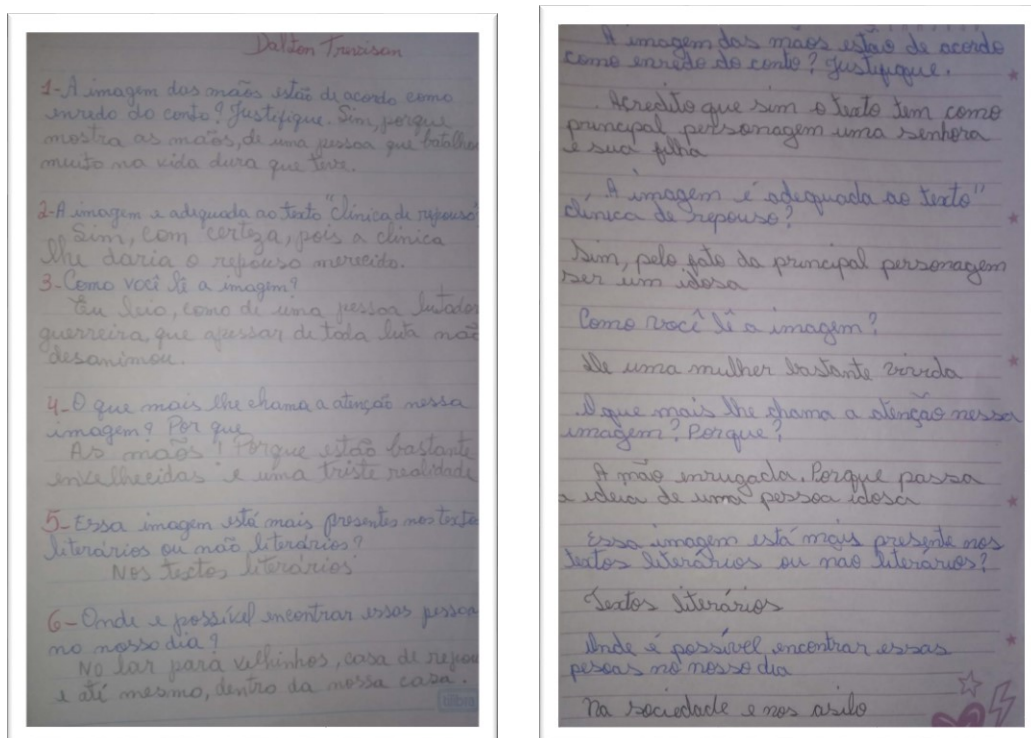 Dalton Trevisan
1-A imagem das mãos estão de acordo como
enredo do conto? Justifique. Sim, porque
mostra as mãos, de uma pessoa que batalhou
muito na vida dura que teve.
2-A imagem e adequada ao texto "Clinica de repouso"
Sim, com certeza, pois a clinica
lhe daria o repouso merecido.
3-Como você lê a imagem?
Eu leio, como de uma pessoa lutador
guerreira, que apessar de toda luta não
desanimou.
4-O que mais lhe chama a atenção nessa
imagem? Por que
As mãos! Porque estão bastante
envelhecidas e uma triste realidade
5-Essa imagem está mais presentes nos texto
literários ou não literários?
Nos textos literários
6-Onde e possível encontrar essas pessoa
no nosso dia?
No lar para velhinhos, casa de repou
e até mesmo, dentro da nossa casa.
tilibra
A imagem das mãos estão de acordo
como enredo do conto? Justifique.
Acredito que sim o texto tem como
principal personagem uma senhora
e sua filha
A imagem é adequada ao texto"
clínica de repouso?
Sim, pelo fato da principal personagem
ser um idosa
Como você lê a imagem?
De uma mulher bastante vivida
O que mais lhe chama a atenção nessa
imagem? Porque?
A mão enrugada. Porque passa
a ideia de uma pessoa idosa
Essa imagem está mais presente nos
textos literários ou não literários?
Textos literários
Onde é possível encontrar essas
pesoas no nosso dia
Na sociedade e nos asilo